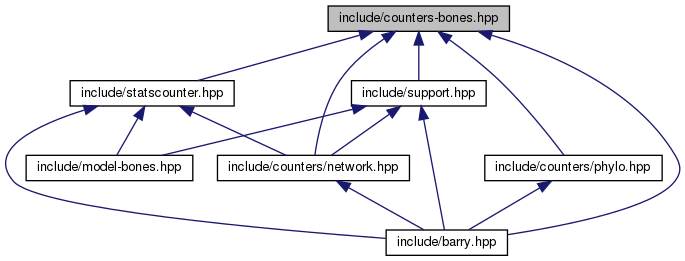 include/counters-bones.hpp
include/statscounter.hpp
include/support.hpp
include/model-bones.hpp
include/counters/network.hpp
include/counters/phylo.hpp
include/barry.hpp